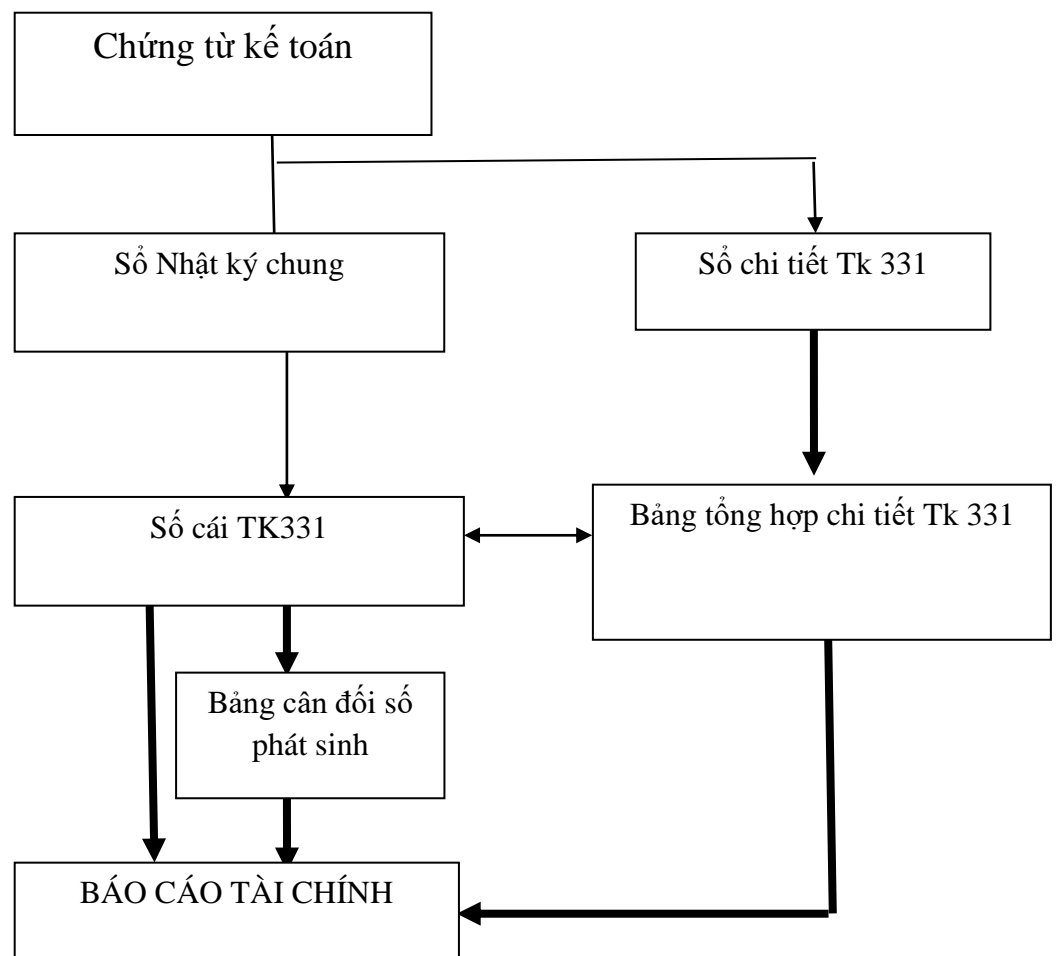 Chứng từ kế toán
Sổ Nhật ký chung
Sổ chi tiết Tk 331
Số cái TK331
Bảng tổng hợp chi tiết Tk 331
Bảng cân đối số
phát sinh
BÁO CÁO TÀI CHÍNH